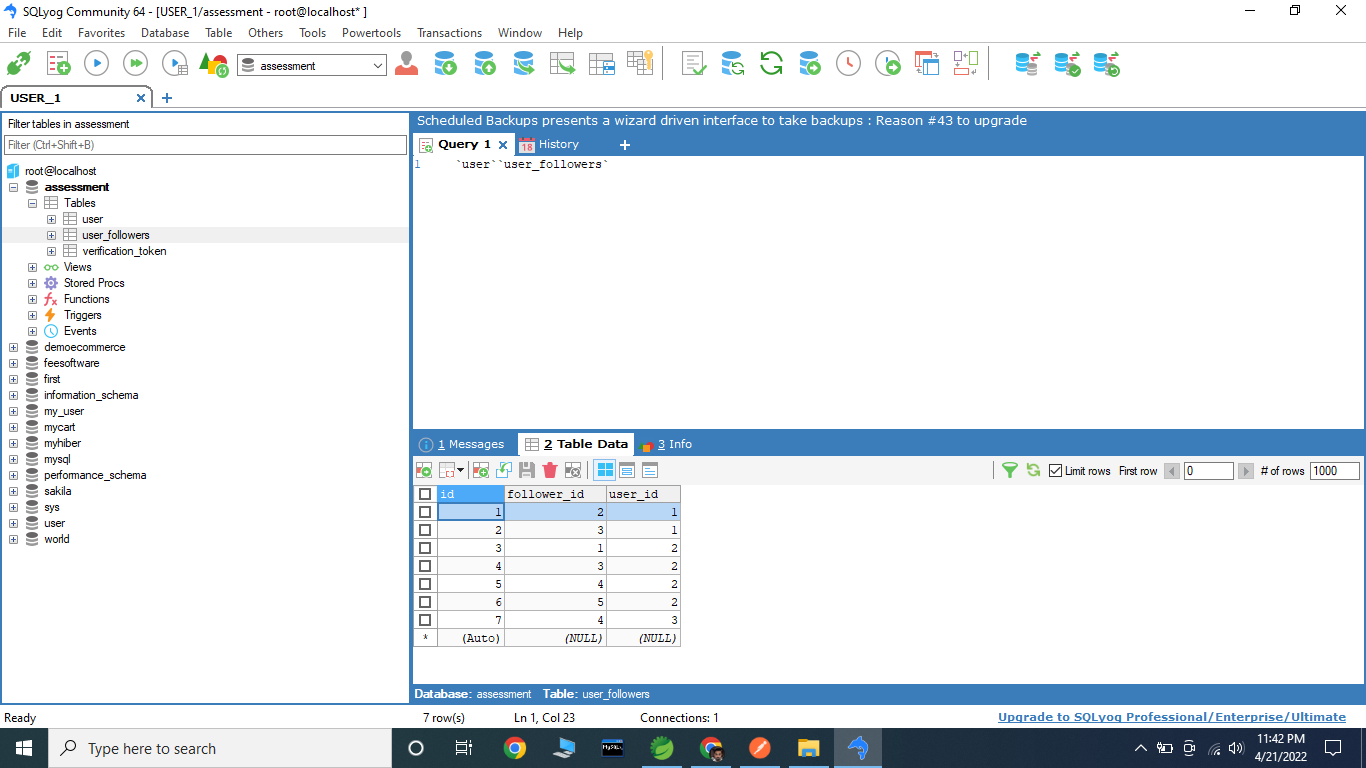 SQLyog Community 64 - [USER_1/assessment - root@localhost* ]
File Edit Favorites Database Table Others Tools Powertools Transactions Window Help
assessment
USER_1
Filter tables in assessment
Filter (Ctrl+Shift+B)
root@localhost
assessment
Tables
user
user_followers
verification_token
Views
Stored Procs
Functions
Triggers
Events
demoecommerce
feesoftware
first
information_schema
my_user
mycart
myhiber
mysql
performance_schema
sakila
sys
user
world
Scheduled Backups presents a wizard driven interface to take backups : Reason #43 to upgrade
Query 1 18 History
1 `user``user_followers`
1 Messages 2 Table Data 3 Info
Limit rows First row 0 # of rows 1000
id follower_id user_id
1 2 1
2 3 1
3 1 2
4 3 2
5 4 2
6 5 2
7 4 3
* (Auto) (NULL) (NULL)
Database: assessment Table: user_followers
Ready 7 row(s) Ln 1, Col 23 Connections: 1 Upgrade to SQLyog Professional/Enterprise/Ultimate
Type here to search
11:42 PM
4/21/2022